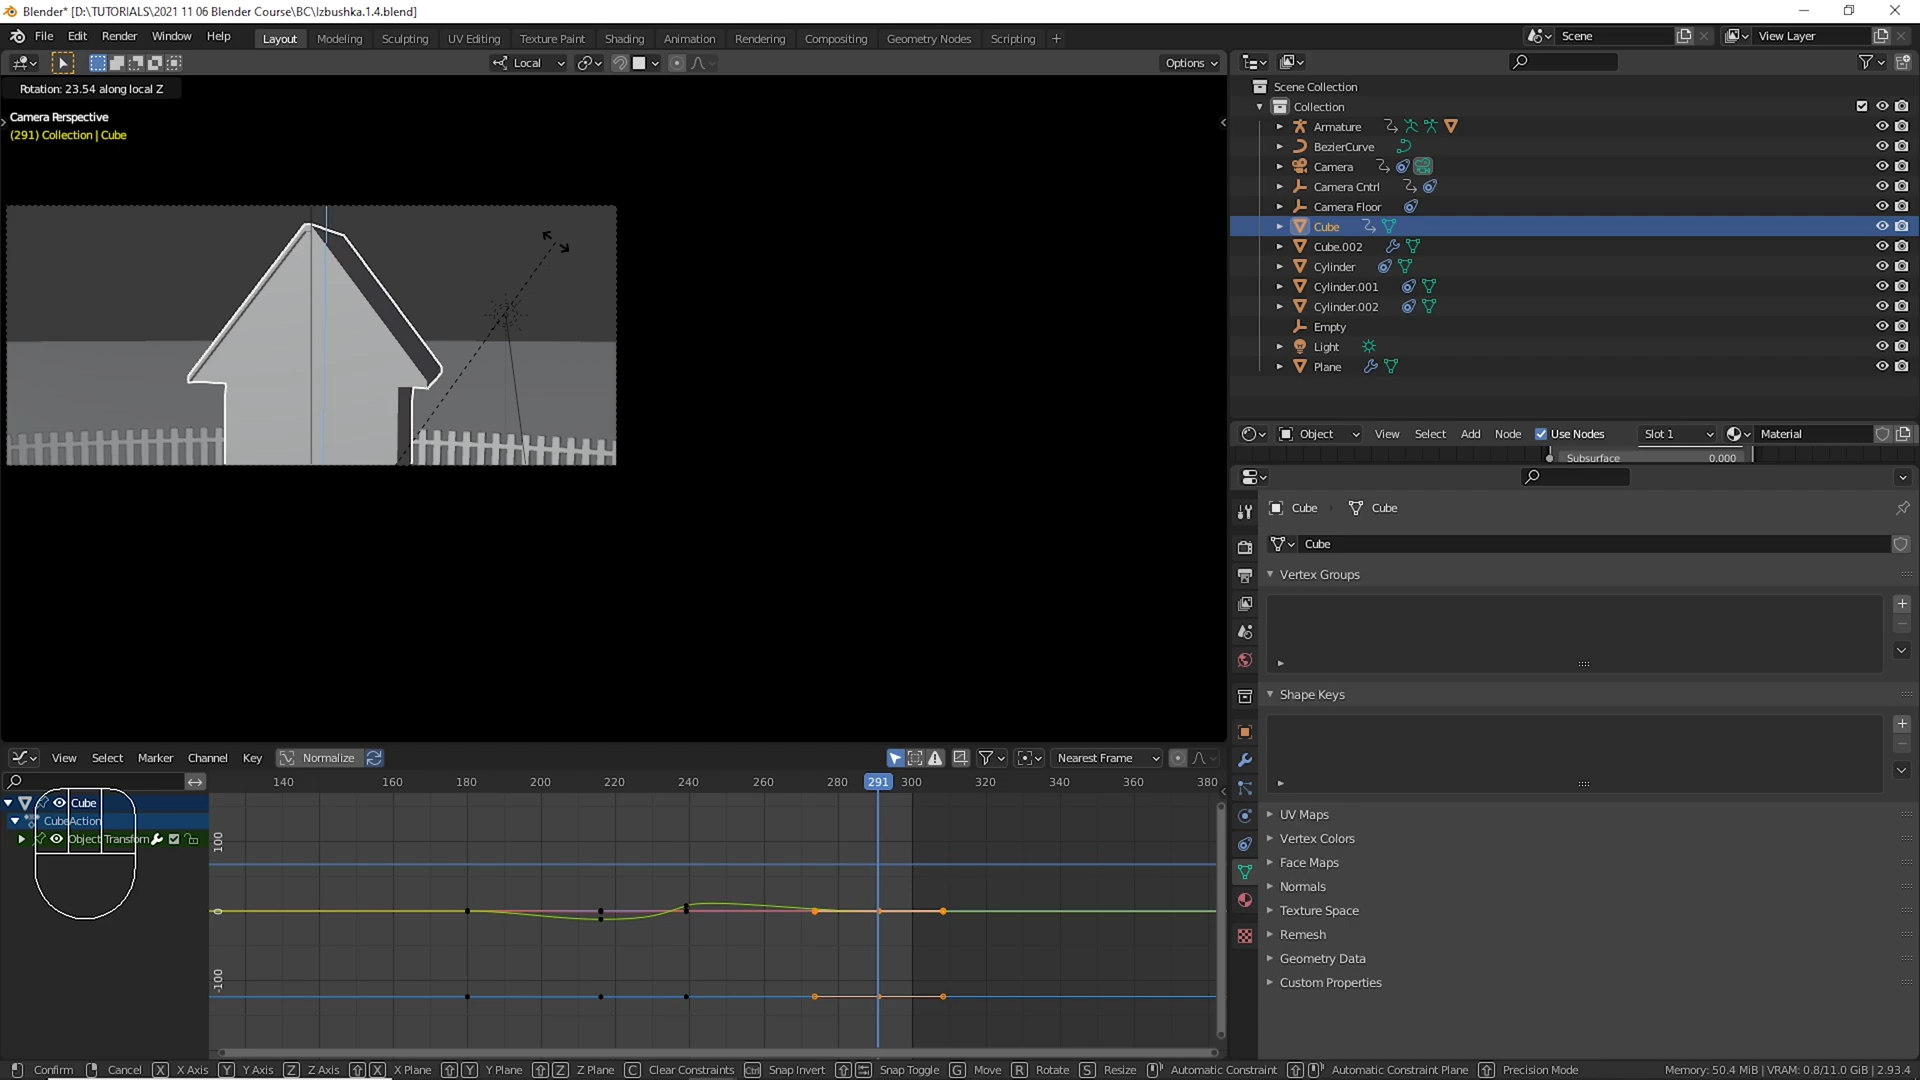 Blender* [D:\TUTORIALS\2021 11 06 Blender Course\BC\Izbushka.1.4.blend]
File Edit Render Window Help Layout Modeling Sculpting UV Editing Texture Paint Shading Animation Rendering Compositing Geometry Nodes Scripting + Scene View Layer
Local Options
Rotation: 23.54 along local Z
Camera Perspective
(291) Collection | Cube
Scene Collection
Collection
Armature
BezierCurve
Camera
Camera Cntrl
Camera Floor
Cube
Cube.002
Cylinder
Cylinder.001
Cylinder.002
Empty
Light
Plane
Object View Select Add Node Use Nodes Slot 1 Material
Subsurface 0.000
Cube Cube
Cube
Vertex Groups
Shape Keys
UV Maps
Vertex Colors
Face Maps
Normals
Texture Space
Remesh
Geometry Data
Custom Properties
View Select Marker Channel Key Normalize Nearest Frame
140 160 180 200 220 240 260 280 291 300 320 340 360 380
Cube
CubeAction
Object Transform
100
0
-100
Confirm Cancel X X Axis Y Y Axis Z Z Axis X X Plane Y Y Plane Z Z Plane C Clear Constraints Ctrl Snap Invert Snap Toggle G Move R Rotate S Resize Automatic Constraint Automatic Constraint Plane Precision Mode Memory: 50.4 MiB | VRAM: 0.8/11.0 GiB | 2.93.4